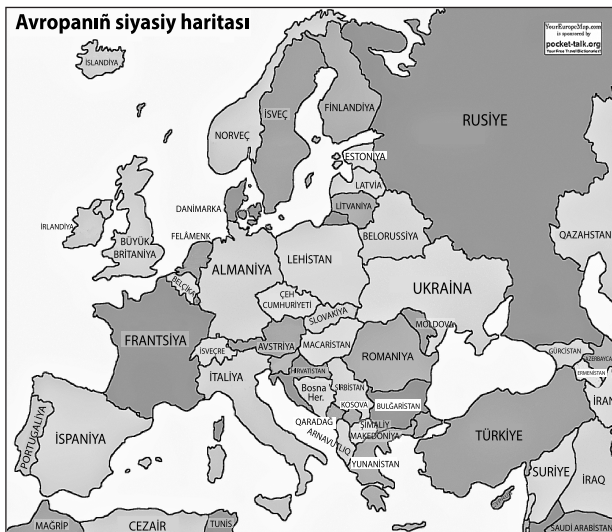 Avropanıñ siyasiy haritası
YourEuropeMap.com
is sponsored by
pocket-talk.org
İSLANDİYA
NORVEÇ
İSVEÇ
FİNLANDİYA
RUSİYE
ESTONİYA
LATVİA
LİTVANİYA
DANİMARKA
İRLANDİYA
BÜYÜK
BRİTANİYA
FELÂMENK
BELÇİKA
ALMANİYA
LEHİSTAN
BELORUSSİYA
QAZAHSTAN
UKRAİNA
ÇEH
CUMHURİYETİ
SLOVAKİYA
MOLDOVA
FRANTSİYA
İSVEÇRE
AVSTRİYA
MACARİSTAN
ROMANIYA
HIRVATİSTAN
İTALİYA
Bosna
Her.
SIRBİSTAN
KOSOVA
BULĞARİSTAN
GÜRCİSTAN
AZERBAYCA
ERMENİSTAN
PORTUGALİYA
İSPANİYA
QARADAĞ
ARNAVUTLIQ
ŞİMALİY
MAKEDONİYA
YUNANİSTAN
TÜRKİYE
SURİYE
İRAQ
İRAN
MAĞRİP
CEZAİR
TUNİS
SAUDİ ARABİSTAN